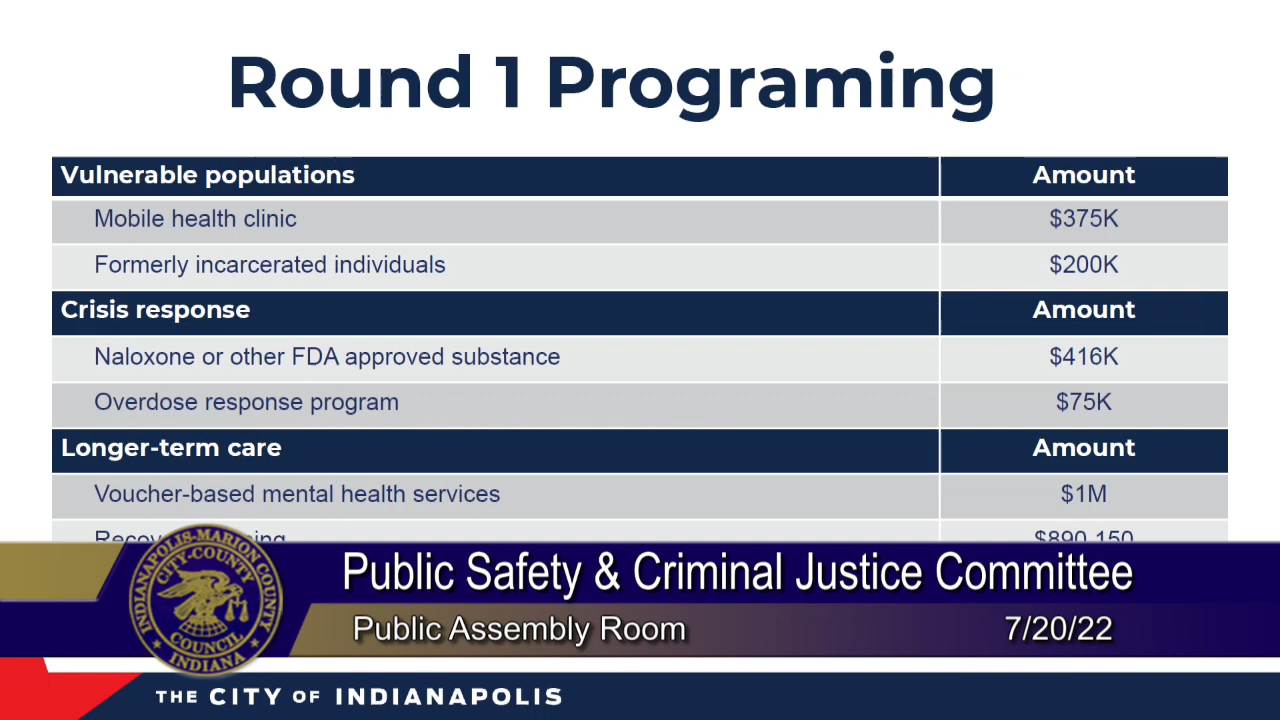 Round 1 Programing
Vulnerable populations Amount
Mobile health clinic $375K
Formerly incarcerated individuals $200K
Crisis response Amount
Naloxone or other FDA approved substance $416K
Overdose response program $75K
Longer-term care Amount
Voucher-based mental health services $1M
$890,150
Public Safety & Criminal Justice Committee
Public Assembly Room 7/20/22
INDIANAPOLIS-MARION COUNTY
CITY-COUNTY
COUNCIL
INDIANA
THE CITY OF INDIANAPOLIS